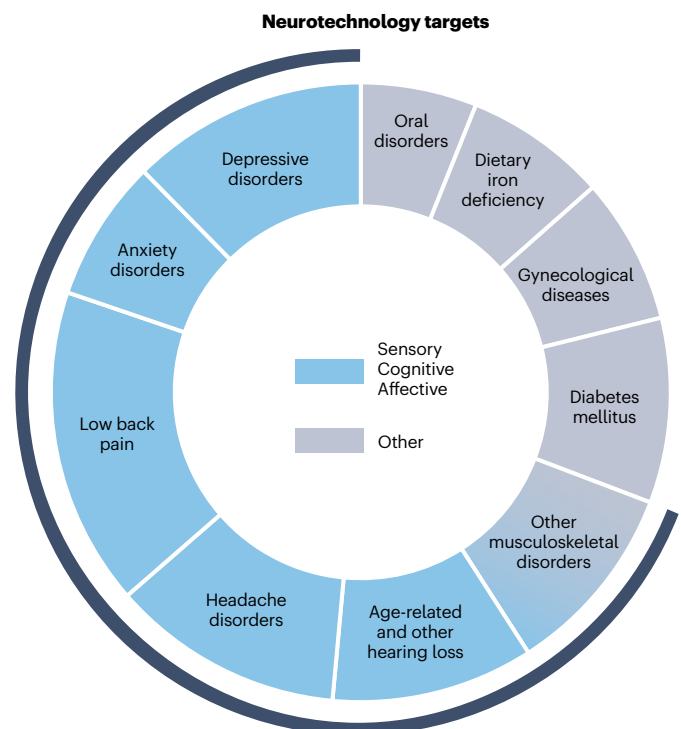 Neurotechnology targets
Oral
disorders
Dietary
iron
deficiency
Gynecological
diseases
Diabetes
mellitus
Other
musculoskeletal
disorders
Age-related
and other
hearing loss
Headache
disorders
Low back
pain
Anxiety
disorders
Depressive
disorders
Sensory
Cognitive
Affective
Other